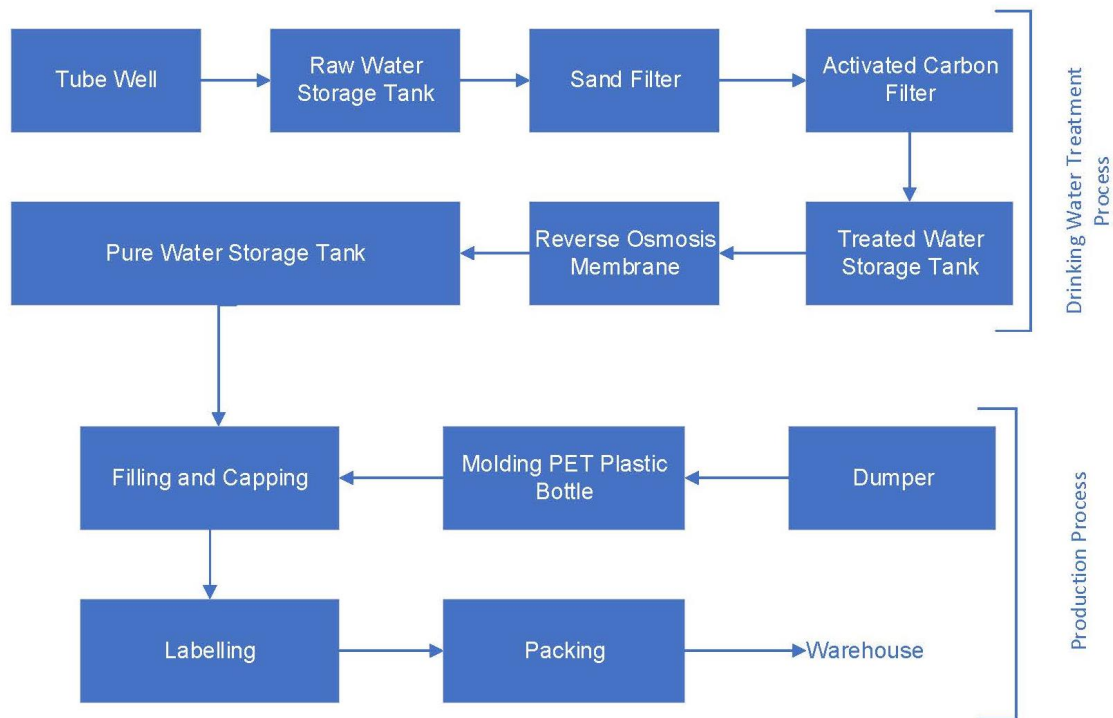 Tube Well
Raw Water
Storage Tank
Sand Filter
Activated Carbon
Filter
Drinking Water Treatment
Process
Pure Water Storage Tank
Reverse Osmosis
Membrane
Treated Water
Storage Tank
Filling and Capping
Molding PET Plastic
Bottle
Dumper
Production Process
Labelling
Packing
Warehouse